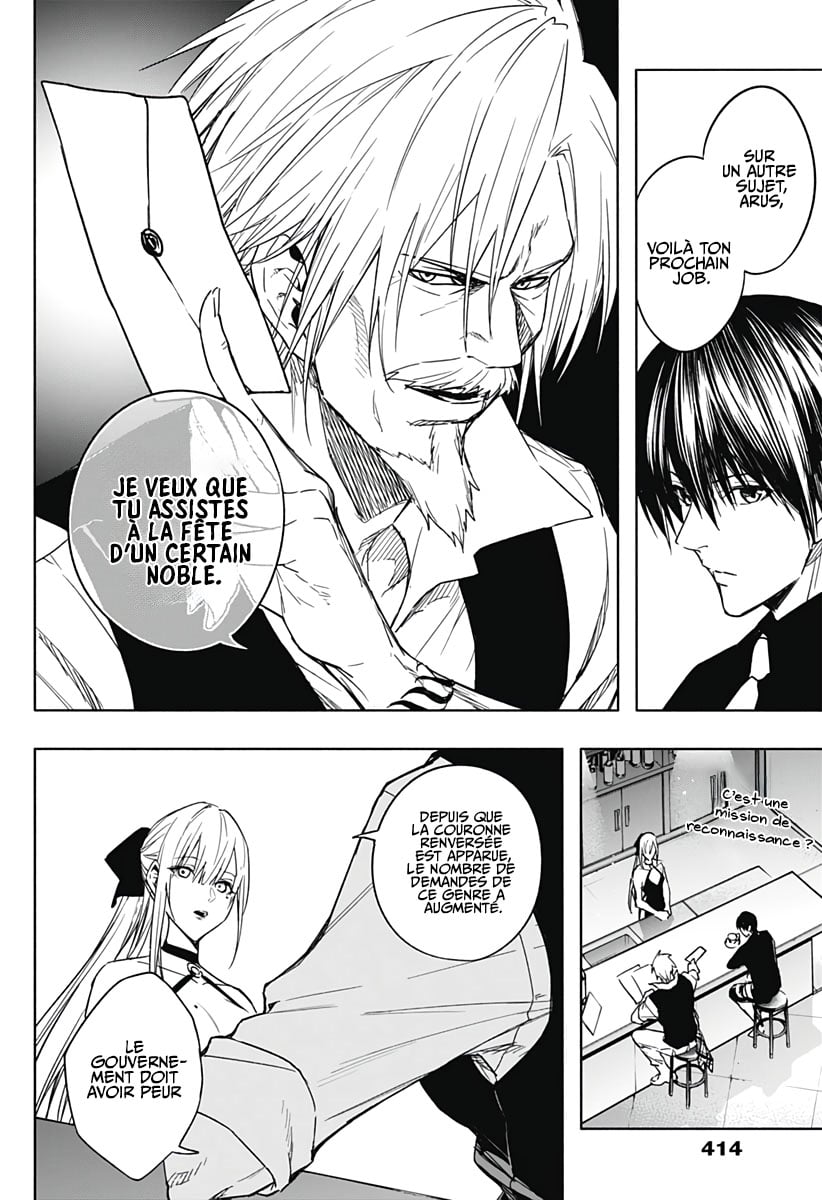 SUR
UN AUTRE
SUJET,
ARUS,
VOILÀ TON
PROCHAIN
JOB.
JE VEUX QUE
TU ASSISTES
À LA FÊTE
D'UN CERTAIN
NOBLE.
C'est une
mission de
reconnaissance ?
DEPUIS QUE
LA COURONNE
RENVERSÉE
EST APPARUE,
LE NOMBRE DE
DEMANDES DE
CE GENRE A
AUGMENTÉ.
LE
GOUVERNE-
MENT DOIT
AVOIR PEUR
414